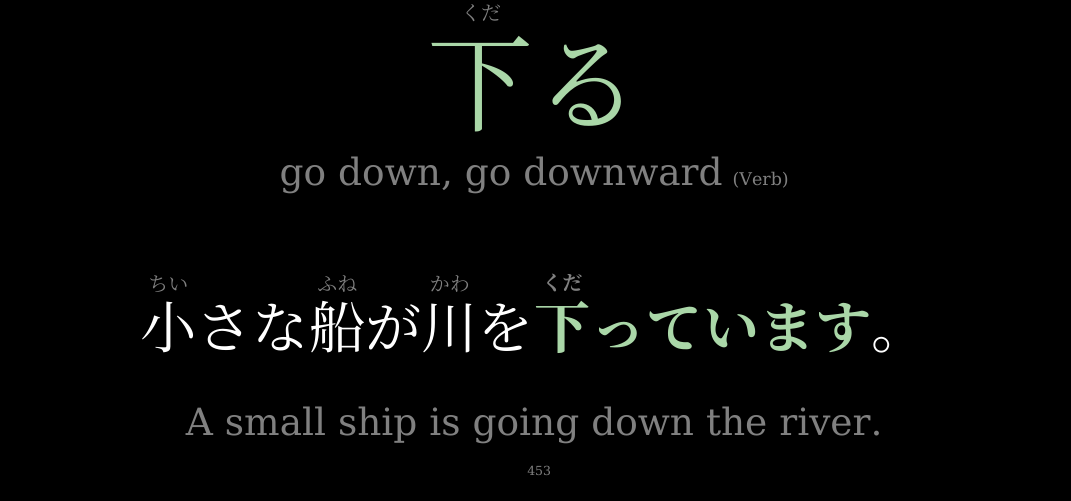 くだ
下る
go down, go downward (Verb)
ちい ふね かわ くだ
小さな船が川を下っています。
A small ship is going down the river.
453